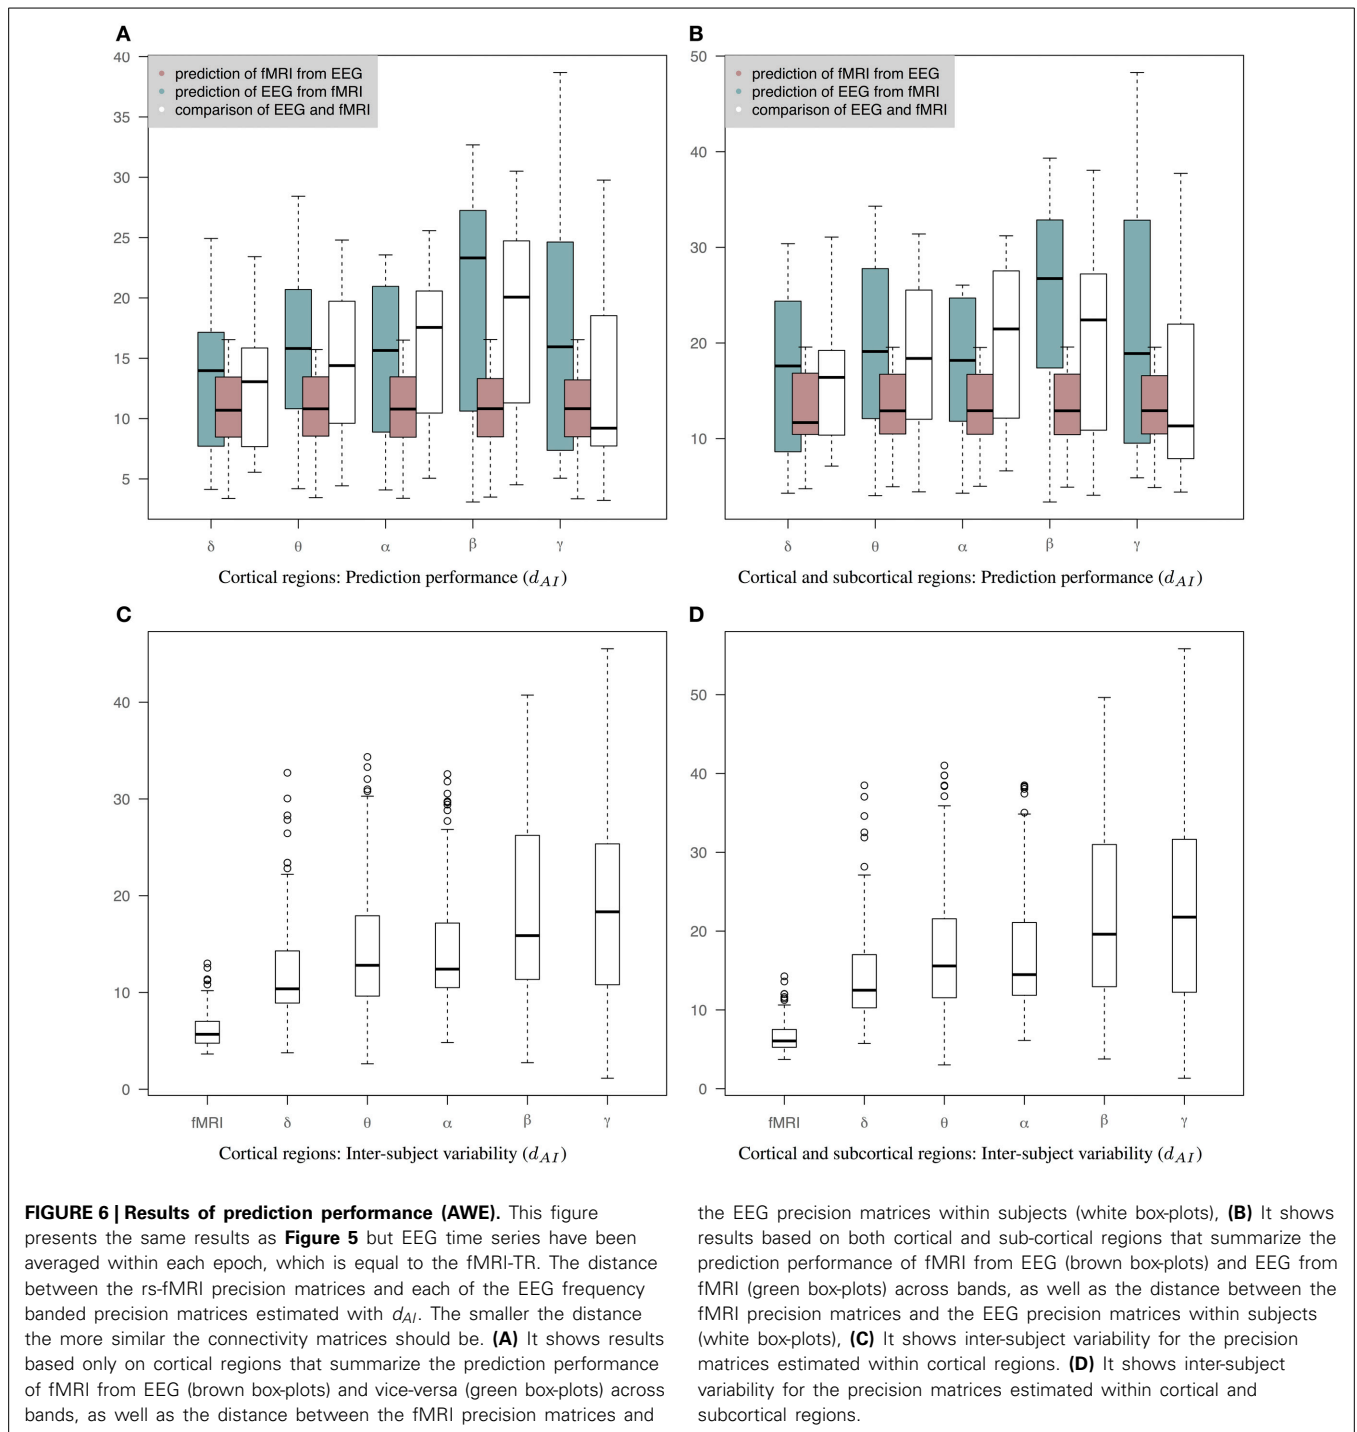 A
40
35
30
25
20
15
10
5
prediction of fMRI from EEG
prediction of EEG from fMRI
comparison of EEG and fMRI
δ θ α β γ
Cortical regions: Prediction performance (d_AI)
B
50
40
30
20
10
prediction of fMRI from EEG
prediction of EEG from fMRI
comparison of EEG and fMRI
δ θ α β γ
Cortical and subcortical regions: Prediction performance (d_AI)
C
40
30
20
10
0
fMRI δ θ α β γ
Cortical regions: Inter-subject variability (d_AI)
D
50
40
30
20
10
0
fMRI δ θ α β γ
Cortical and subcortical regions: Inter-subject variability (d_AI)
FIGURE 6 | Results of prediction performance (AWE). This figure
presents the same results as Figure 5 but EEG time series have been
averaged within each epoch, which is equal to the fMRI-TR. The distance
between the rs-fMRI precision matrices and each of the EEG frequency
banded precision matrices estimated with d_AI. The smaller the distance
the more similar the connectivity matrices should be. (A) It shows results
based only on cortical regions that summarize the prediction performance
of fMRI from EEG (brown box-plots) and vice-versa (green box-plots) across
bands, as well as the distance between the fMRI precision matrices and
the EEG precision matrices within subjects (white box-plots), (B) It shows
results based on both cortical and sub-cortical regions that summarize the
prediction performance of fMRI from EEG (brown box-plots) and EEG from
fMRI (green box-plots) across bands, as well as the distance between the
fMRI precision matrices and the EEG precision matrices within subjects
(white box-plots), (C) It shows inter-subject variability for the precision
matrices estimated within cortical regions. (D) It shows inter-subject
variability for the precision matrices estimated within cortical and
subcortical regions.